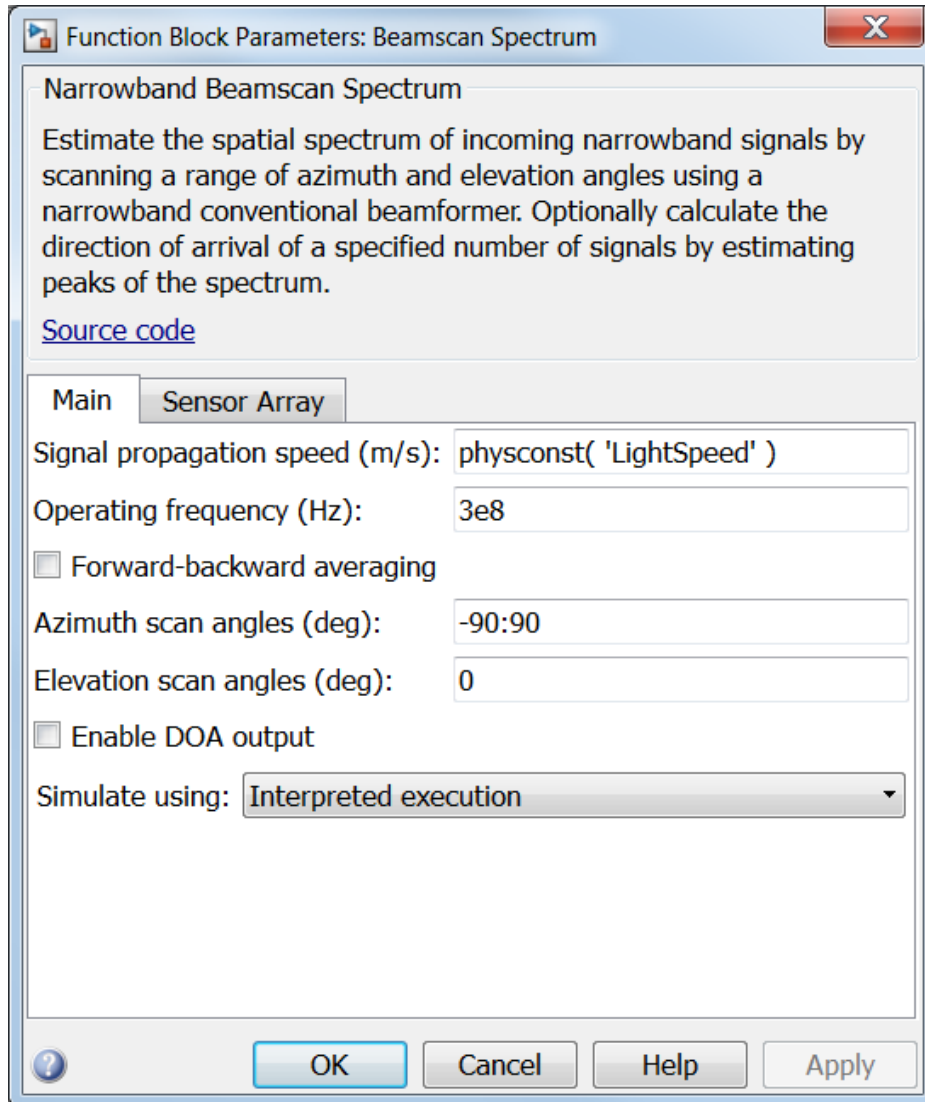 Function Block Parameters: Beamscan Spectrum
X
Narrowband Beamscan Spectrum
Estimate the spatial spectrum of incoming narrowband signals by
scanning a range of azimuth and elevation angles using a
narrowband conventional beamformer. Optionally calculate the
direction of arrival of a specified number of signals by estimating
peaks of the spectrum.
Source code
Main Sensor Array
Signal propagation speed (m/s): physconst( 'LightSpeed' )
Operating frequency (Hz): 3e8
Forward-backward averaging
Azimuth scan angles (deg): -90:90
Elevation scan angles (deg): 0
Enable DOA output
Simulate using: Interpreted execution
? OK Cancel Help Apply